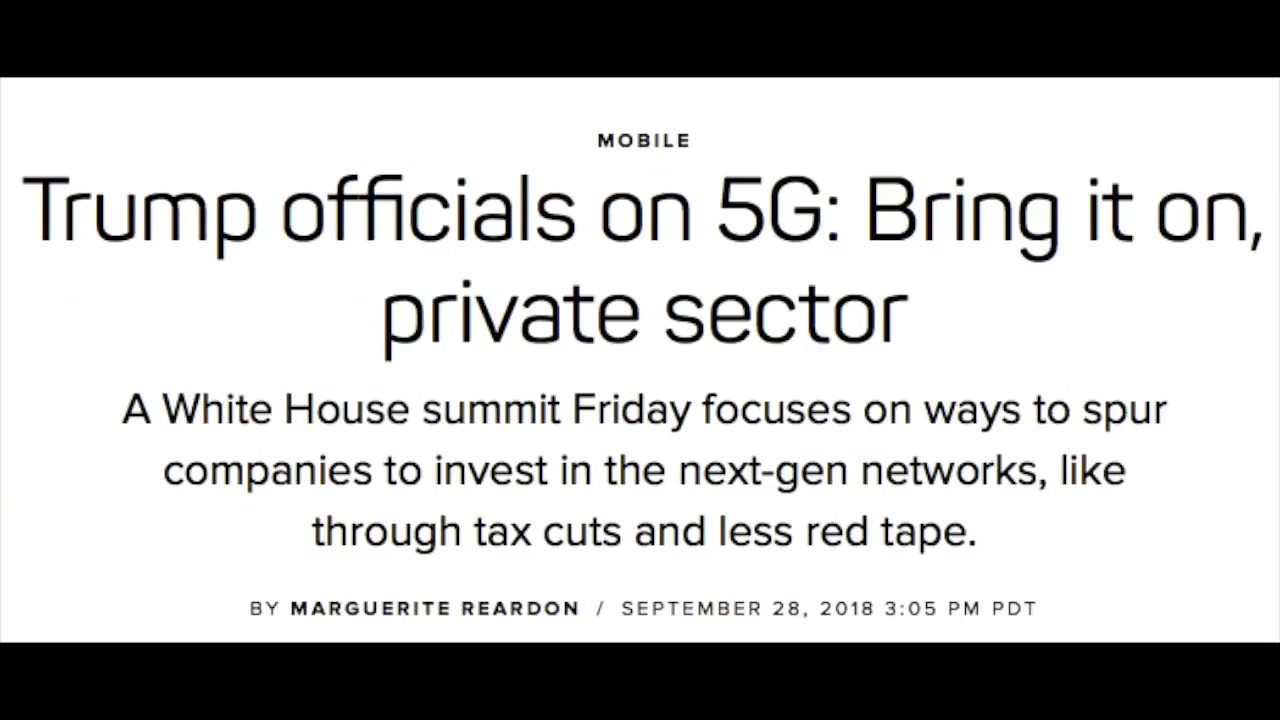 MOBILE
Trump officials on 5G: Bring it on,
private sector
A White House summit Friday focuses on ways to spur
companies to invest in the next-gen networks, like
through tax cuts and less red tape.
BY MARGUERITE REARDON / SEPTEMBER 28, 2018 3:05 PM PDT